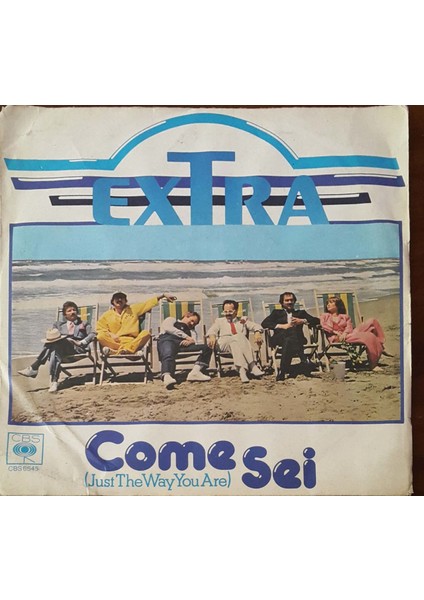 EXTRA
Come Sei
(Just The Way You Are)
CBS
CBS 6545